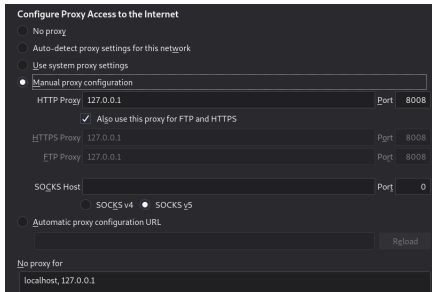 Configure Proxy Access to the Internet
No proxy
Auto-detect proxy settings for this network
Use system proxy settings
Manual proxy configuration
HTTP Proxy 127.0.0.1 Port 8008
Also use this proxy for FTP and HTTPS
HTTPS Proxy 127.0.0.1 Port 8008
FTP Proxy 127.0.0.1 Port 8008
SOCKS Host Port 0
SOCKS v4 SOCKS v5
Automatic proxy configuration URL
Reload
No proxy for
localhost, 127.0.0.1